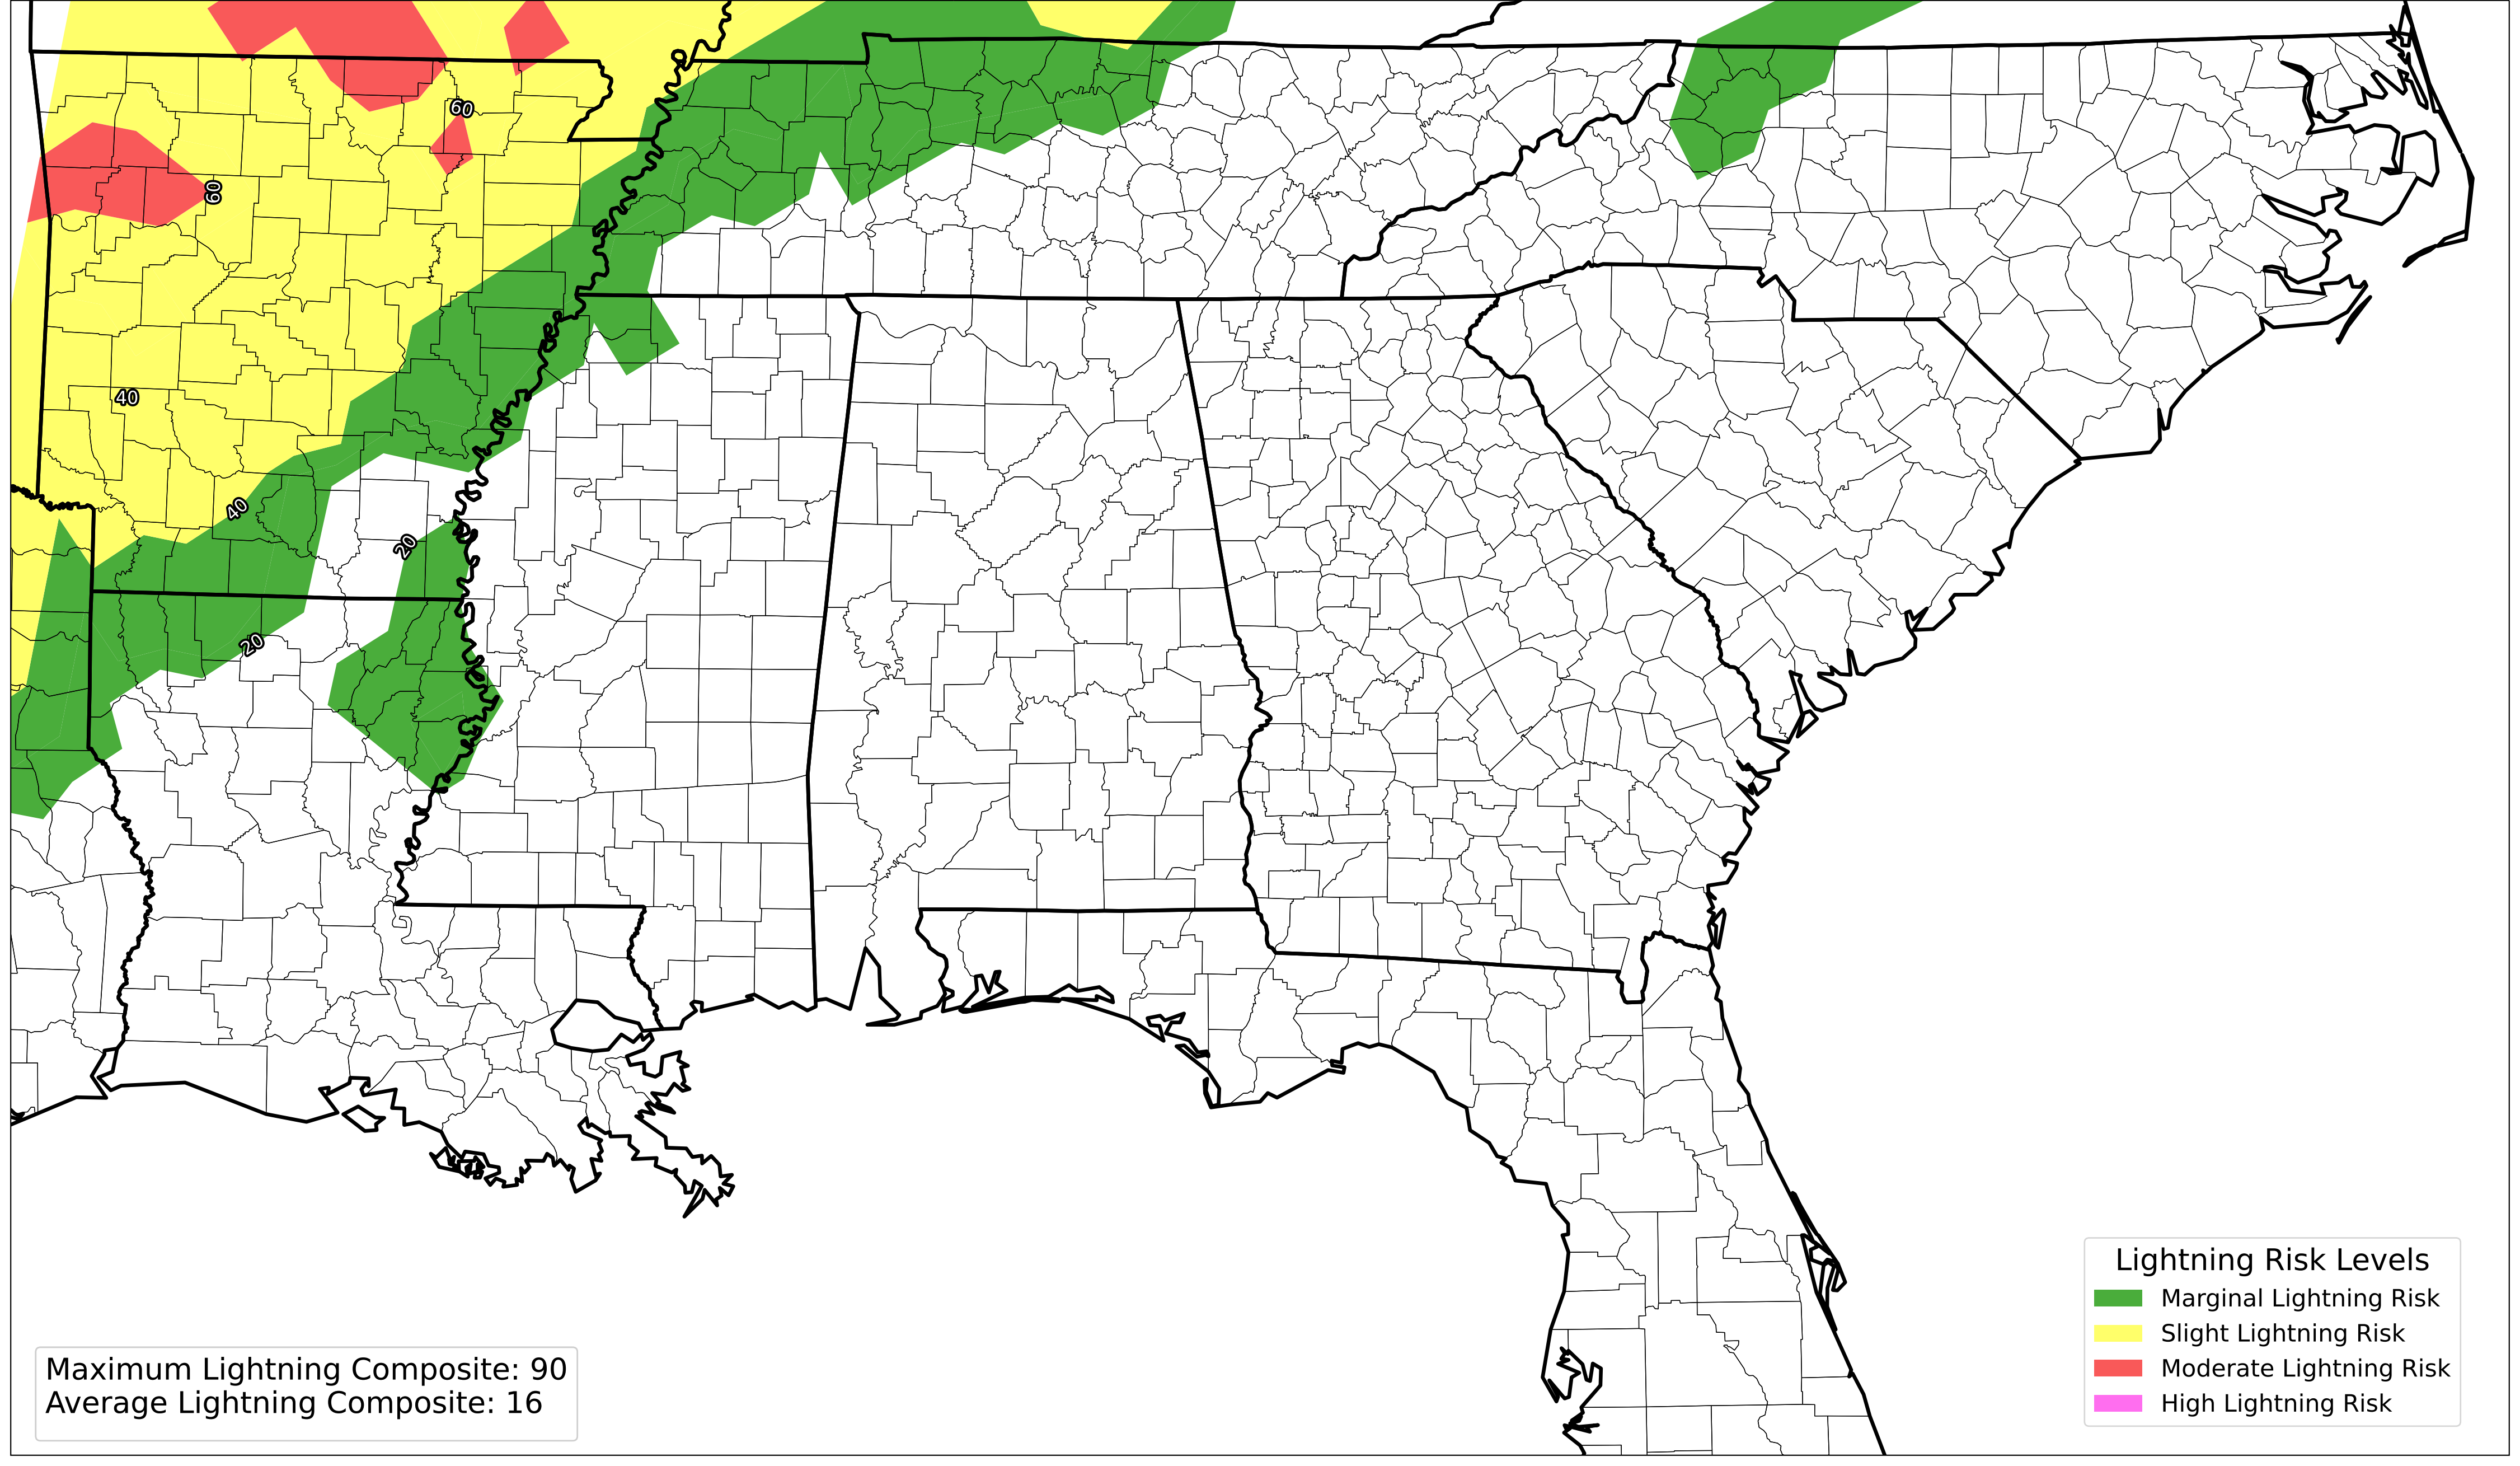 60
60
40
40
20
20
Lightning Risk Levels
Marginal Lightning Risk
Slight Lightning Risk
Moderate Lightning Risk
High Lightning Risk
Maximum Lightning Composite: 90
Average Lightning Composite: 16